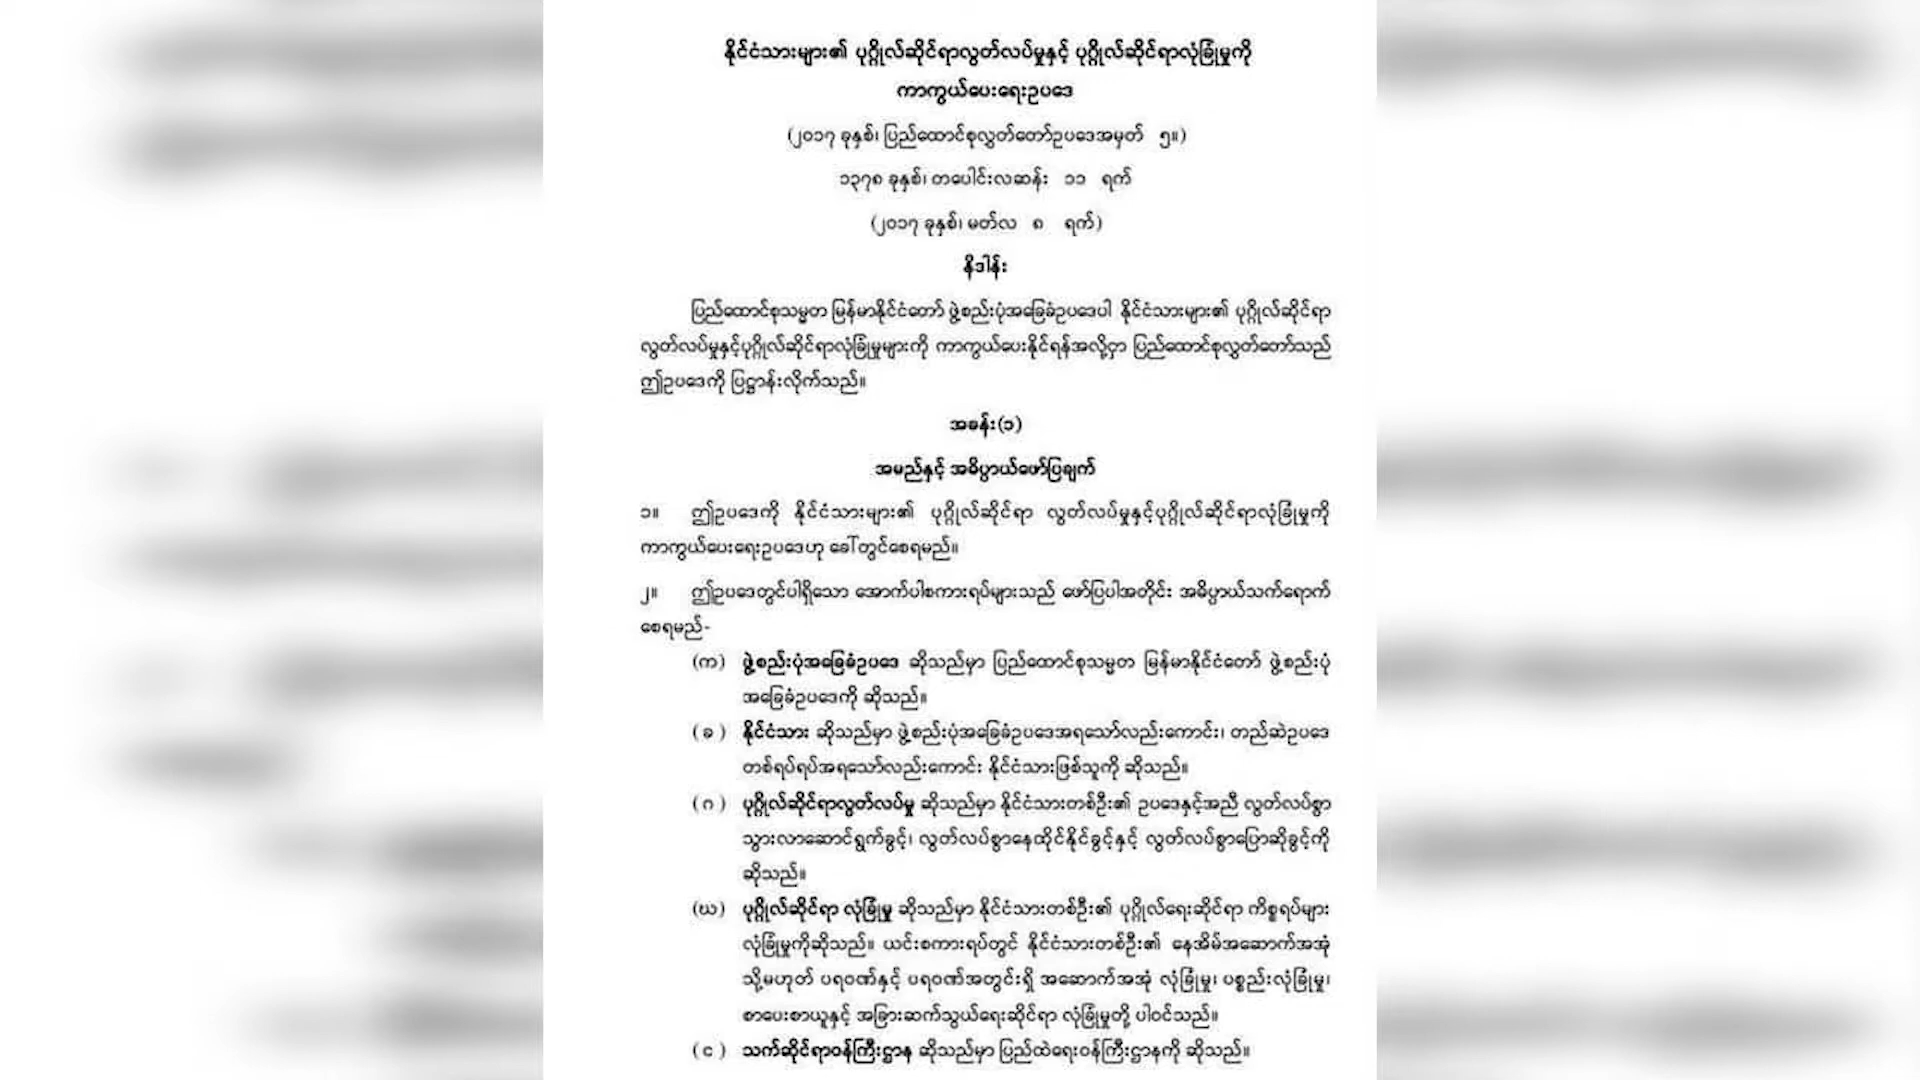 နိုင်ငံသားများ၏ ပုဂ္ဂိုလ်ဆိုင်ရာလွတ်လပ်မှုနှင့် ပုဂ္ဂိုလ်ဆိုင်ရာလုံခြုံမှုကို
ကာကွယ်ပေးရေးဥပဒေ
(၂၀၁၇ ခုနှစ်၊ ပြည်ထောင်စုလွှတ်တော်ဥပဒေအမှတ် ၅။)
၁၃၇၈ ခုနှစ်၊ တပေါင်းလဆန်း ၁၁ ရက်
(၂၀၁၇ ခုနှစ်၊ မတ်လ ၈ ရက်)
နိဒါန်း
ပြည်ထောင်စုသမ္မတ မြန်မာနိုင်ငံတော် ဖွဲ့စည်းပုံအခြေခံဥပဒေပါ နိုင်ငံသားများ၏ ပုဂ္ဂိုလ်ဆိုင်ရာ
လွတ်လပ်မှုနှင့်ပုဂ္ဂိုလ်ဆိုင်ရာလုံခြုံမှုများကို ကာကွယ်ပေးနိုင်ရန်အလို့ငှာ ပြည်ထောင်စုလွှတ်တော်သည်
ဤဥပဒေကို ပြဋ္ဌာန်းလိုက်သည်။
အခန်း(၁)
အမည်နှင့် အဓိပ္ပာယ်ဖော်ပြချက်
၁။ ဤဥပဒေကို နိုင်ငံသားများ၏ ပုဂ္ဂိုလ်ဆိုင်ရာ လွတ်လပ်မှုနှင့်ပုဂ္ဂိုလ်ဆိုင်ရာလုံခြုံမှုကို
ကာကွယ်ပေးရေးဥပဒေဟု ခေါ်တွင်စေရမည်။
၂။ ဤဥပဒေတွင်ပါရှိသော အောက်ပါစကားရပ်များသည် ဖော်ပြပါအတိုင်း အဓိပ္ပာယ်သက်ရောက်
စေရမည်-
(က) ဖွဲ့စည်းပုံအခြေခံဥပဒေ ဆိုသည်မှာ ပြည်ထောင်စုသမ္မတ မြန်မာနိုင်ငံတော် ဖွဲ့စည်းပုံ
အခြေခံဥပဒေကို ဆိုသည်။
(ခ) နိုင်ငံသား ဆိုသည်မှာ ဖွဲ့စည်းပုံအခြေခံဥပဒေအရသော်လည်းကောင်း၊ တည်ဆဲဥပဒေ
တစ်ရပ်ရပ်အရသော်လည်းကောင်း နိုင်ငံသားဖြစ်သူကို ဆိုသည်။
(ဂ) ပုဂ္ဂိုလ်ဆိုင်ရာလွတ်လပ်မှု ဆိုသည်မှာ နိုင်ငံသားတစ်ဦး၏ ဥပဒေနှင့်အညီ လွတ်လပ်စွာ
သွားလာဆောင်ရွက်ခွင့်၊ လွတ်လပ်စွာနေထိုင်နိုင်ခွင့်နှင့် လွတ်လပ်စွာပြောဆိုခွင့်ကို
ဆိုသည်။
(ဃ) ပုဂ္ဂိုလ်ဆိုင်ရာ လုံခြုံမှု ဆိုသည်မှာ နိုင်ငံသားတစ်ဦး၏ ပုဂ္ဂိုလ်ရေးဆိုင်ရာ ကိစ္စရပ်များ
လုံခြုံမှုကိုဆိုသည်။ ယင်းစကားရပ်တွင် နိုင်ငံသားတစ်ဦး၏ နေအိမ်အဆောက်အအုံ
သို့မဟုတ် ပရဝဏ်နှင့် ပရဝဏ်အတွင်းရှိ အဆောက်အအုံ လုံခြုံမှု၊ ပစ္စည်းလုံခြုံမှု၊
စာပေးစာယူနှင့် အခြားဆက်သွယ်ရေးဆိုင်ရာ လုံခြုံမှုတို့ ပါဝင်သည်။
(င) သက်ဆိုင်ရာဝန်ကြီးဌာန ဆိုသည်မှာ ပြည်ထဲရေးဝန်ကြီးဌာနကို ဆိုသည်။